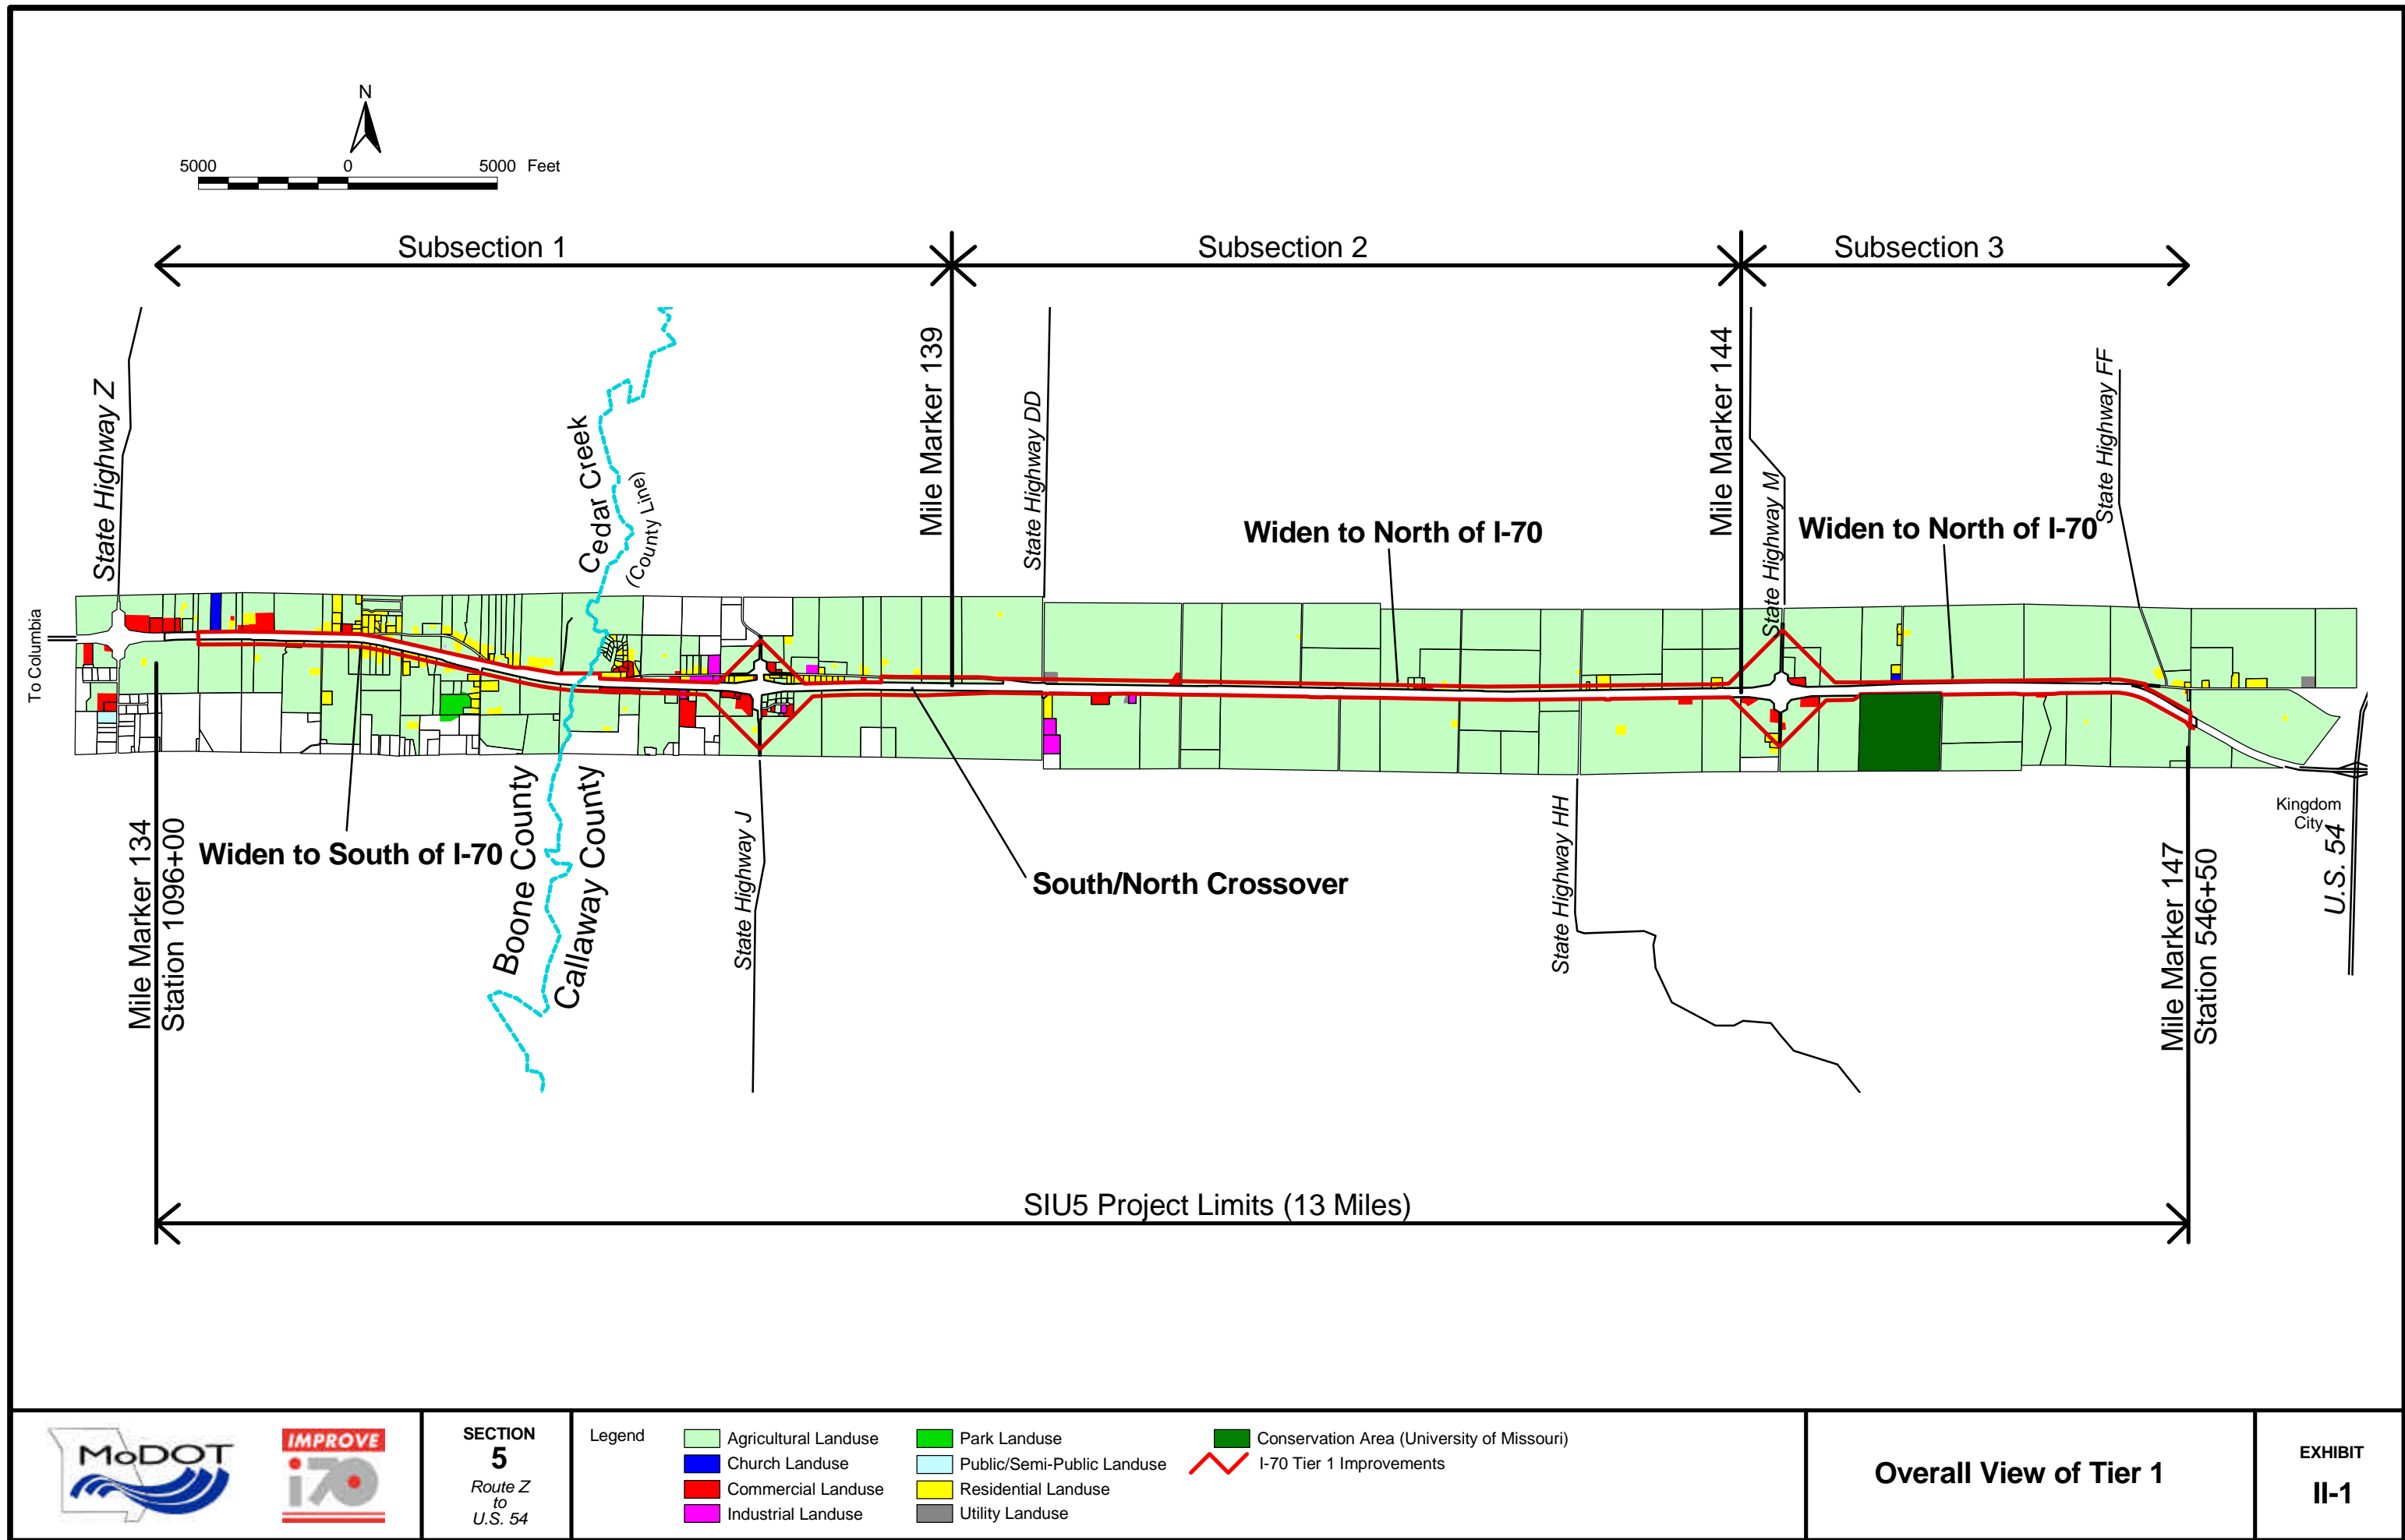 N
5000 0 5000 Feet
Subsection 1
Subsection 2
Subsection 3
State Highway Z
Cedar Creek
(County Line)
Mile Marker 139
State Highway DD
Mile Marker 144
State Highway M
State Highway FF
Widen to North of I-70
Widen to North of I-70
To Columbia
Widen to South of I-70
Mile Marker 134
Station 1096+00
Boone County
Callaway County
State Highway J
South/North Crossover
State Highway HH
Kingdom
City
U.S. 54
Mile Marker 147
Station 546+50
SIU5 Project Limits (13 Miles)
MoDOT
IMPROVE
i70
SECTION
5
Route Z
to
U.S. 54
Legend
Agricultural Landuse
Church Landuse
Commercial Landuse
Industrial Landuse
Park Landuse
Public/Semi-Public Landuse
Residential Landuse
Utility Landuse
Conservation Area (University of Missouri)
I-70 Tier 1 Improvements
Overall View of Tier 1
EXHIBIT
II-1